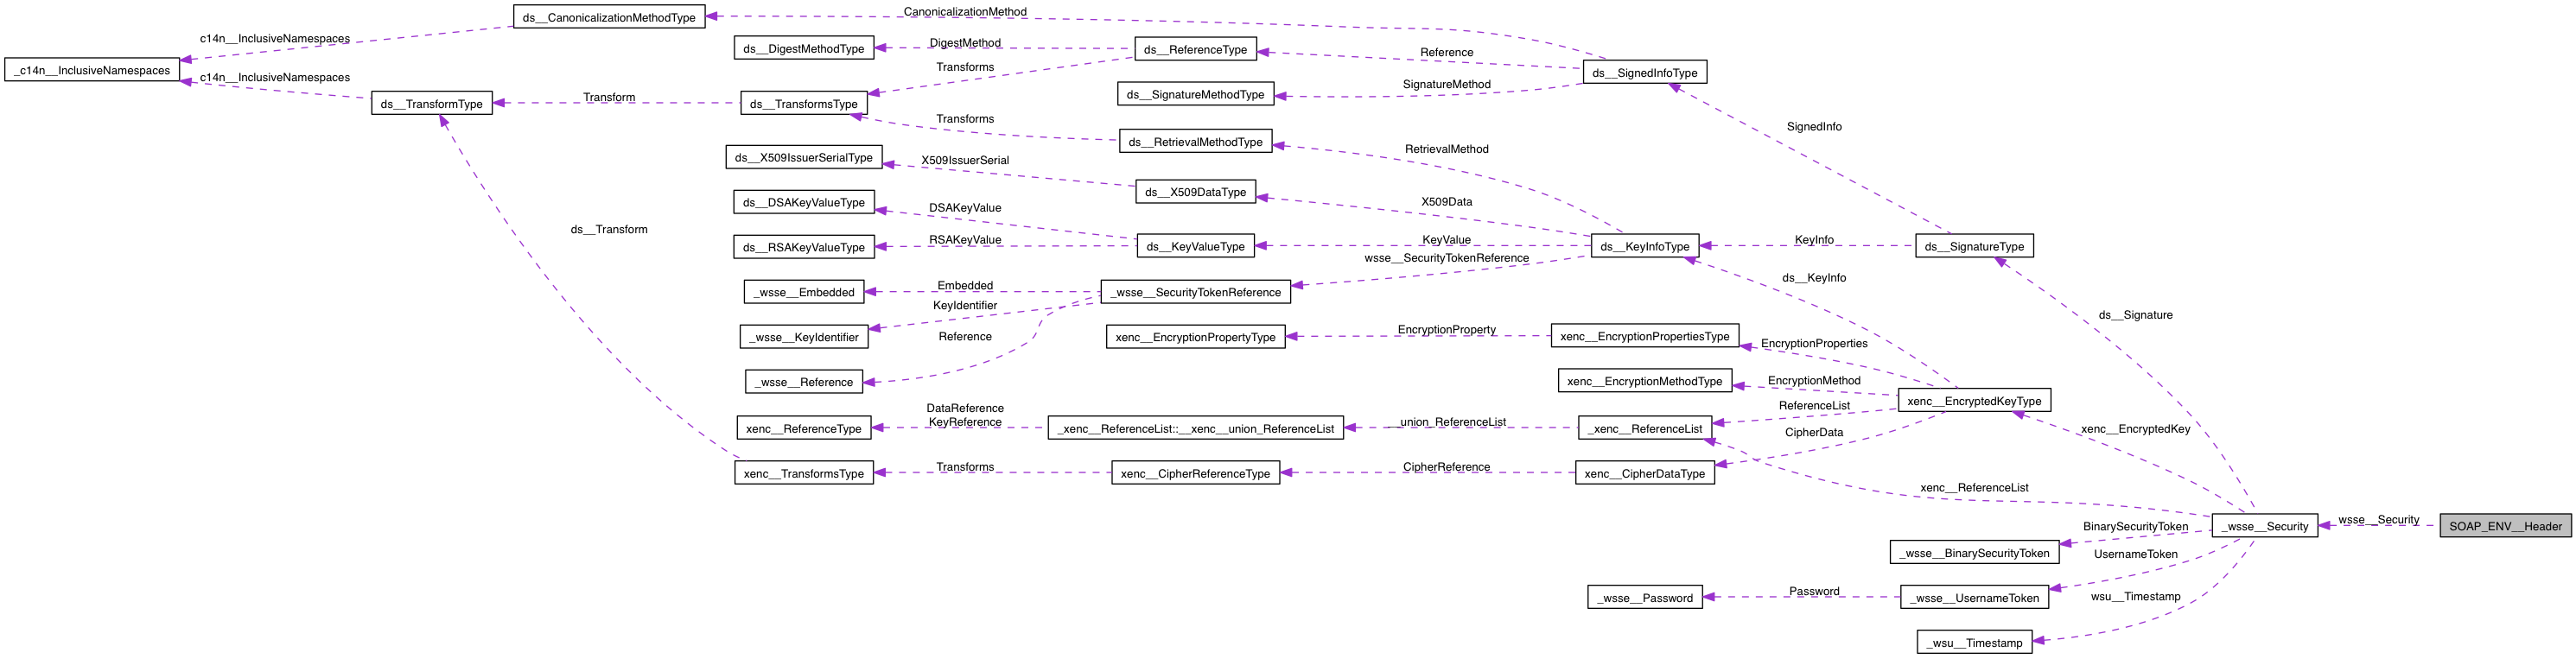 ds__CanonicalizationMethodType
CanonicalizationMethod
c14n__InclusiveNamespaces
ds__DigestMethodType
DigestMethod
ds__ReferenceType
Reference
_c14n__InclusiveNamespaces
c14n__InclusiveNamespaces
Transforms
ds__SignedInfoType
ds__TransformType
Transform
ds__TransformsType
ds__SignatureMethodType
SignatureMethod
Transforms
SignedInfo
ds__RetrievalMethodType
RetrievalMethod
ds__X509IssuerSerialType
X509IssuerSerial
ds__X509DataType
X509Data
ds__DSAKeyValueType
DSAKeyValue
ds__Transform
ds__RSAKeyValueType
RSAKeyValue
ds__KeyValueType
KeyValue
ds__KeyInfoType
KeyInfo
ds__SignatureType
wsse__SecurityTokenReference
ds__KeyInfo
_wsse__Embedded
Embedded
_wsse__SecurityTokenReference
KeyIdentifier
ds__Signature
_wsse__KeyIdentifier
Reference
xenc__EncryptionPropertyType
EncryptionProperty
xenc__EncryptionPropertiesType
EncryptionProperties
_wsse__Reference
xenc__EncryptionMethodType
EncryptionMethod
xenc__EncryptedKeyType
DataReference
KeyReference
ReferenceList
xenc__ReferenceType
_xenc__ReferenceList::__xenc__union_ReferenceList
__union_ReferenceList
_xenc__ReferenceList
CipherData
xenc__EncryptedKey
xenc__TransformsType
Transforms
xenc__CipherReferenceType
CipherReference
xenc__CipherDataType
xenc__ReferenceList
_wsse__Security
wsse__Security
SOAP_ENV__Header
BinarySecurityToken
_wsse__BinarySecurityToken
UsernameToken
_wsse__Password
Password
_wsse__UsernameToken
wsu__Timestamp
_wsu__Timestamp